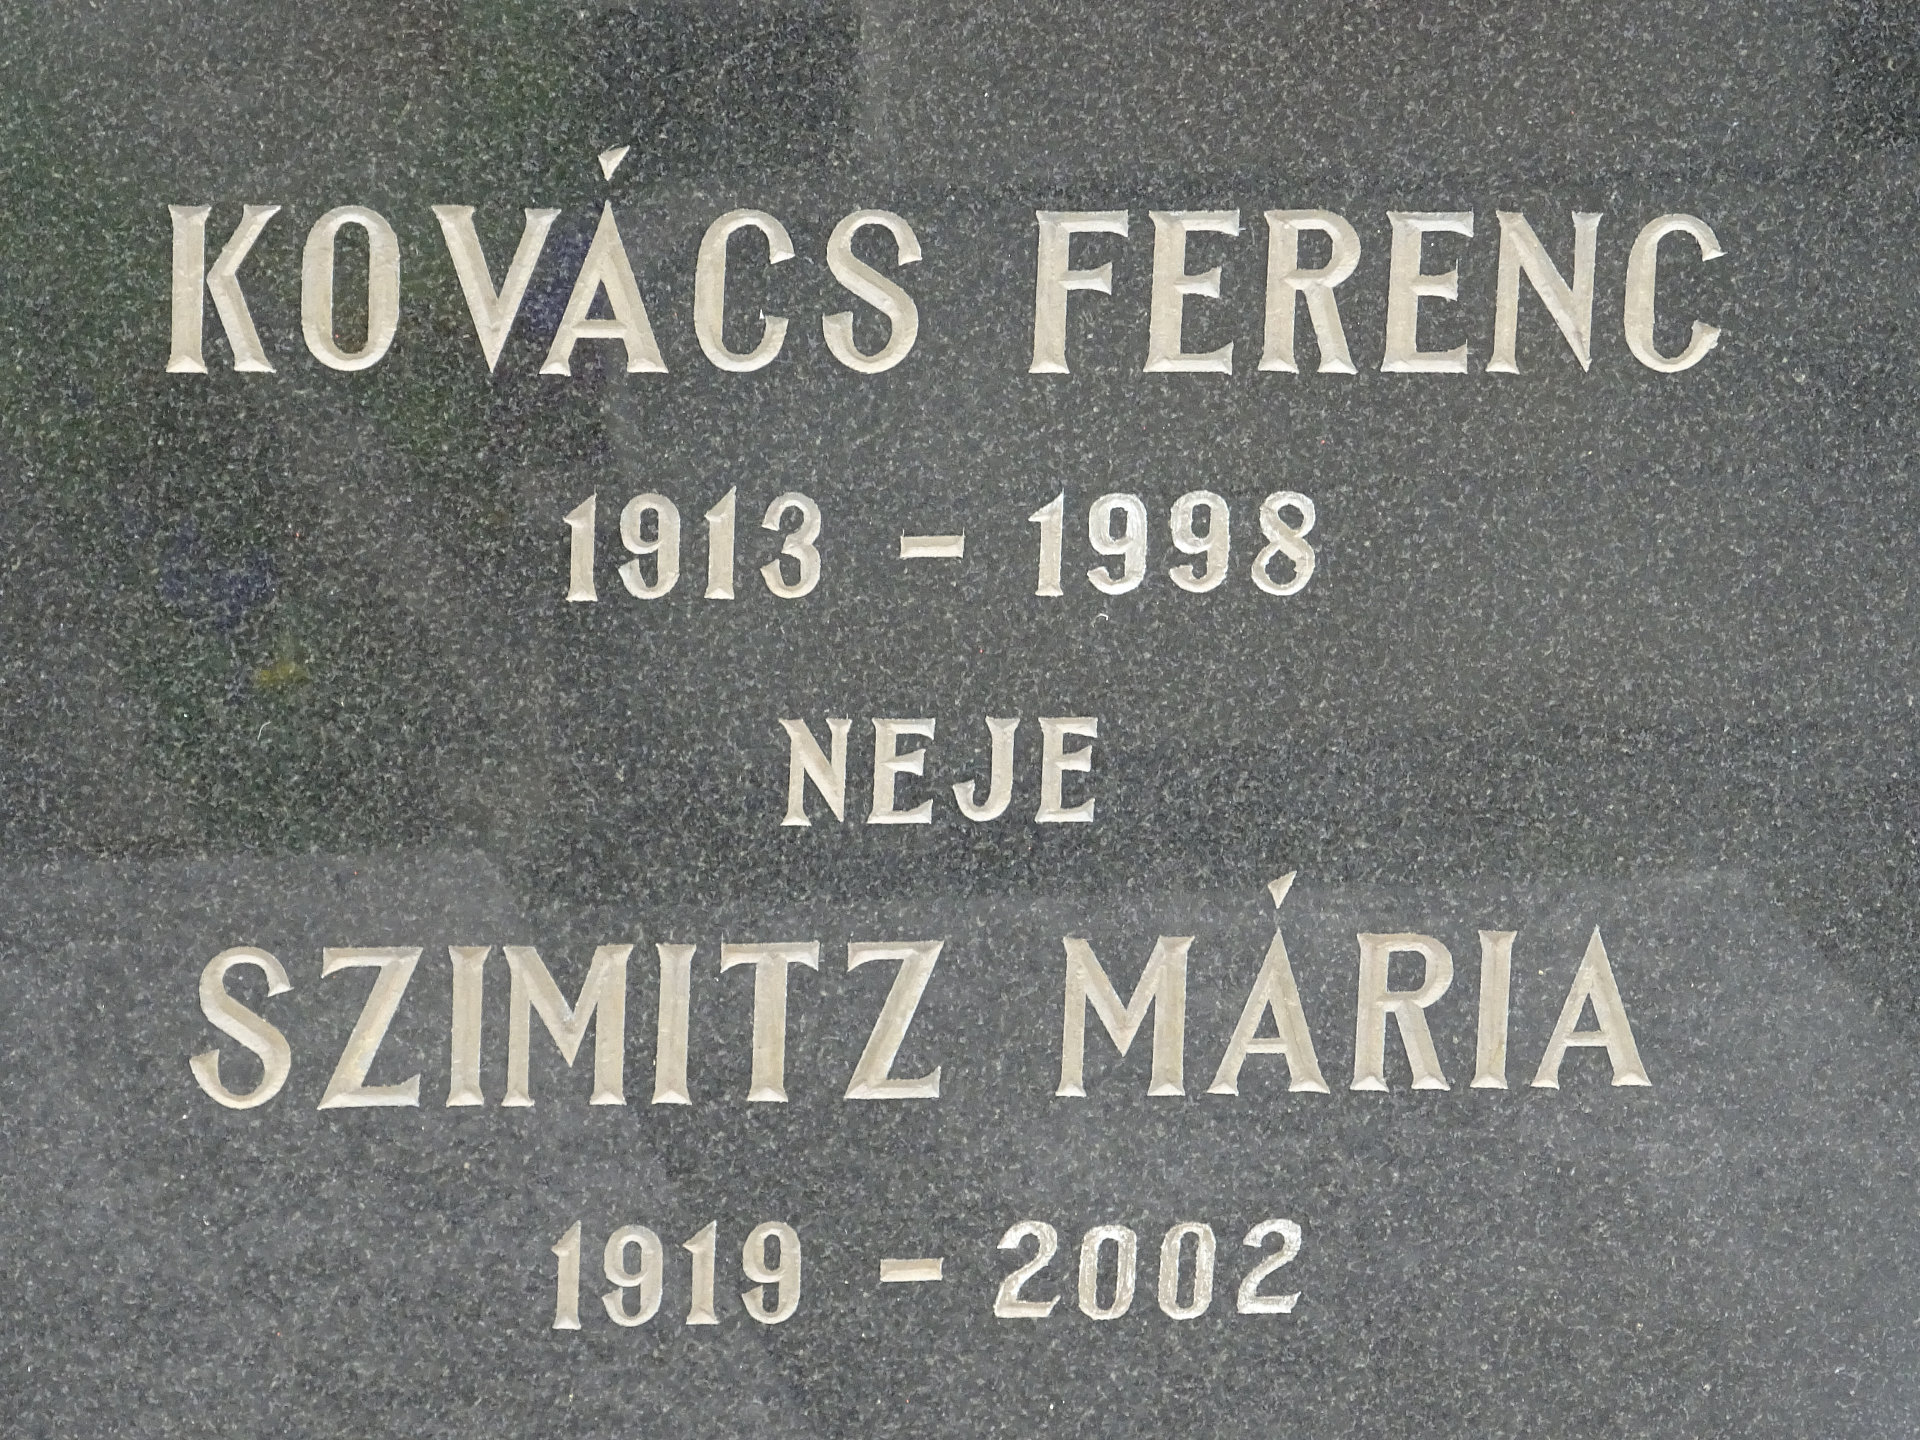 KOVÁCS FERENC
1913 - 1998
NEJE
SZIMITZ MÁRIA
1919 - 2002